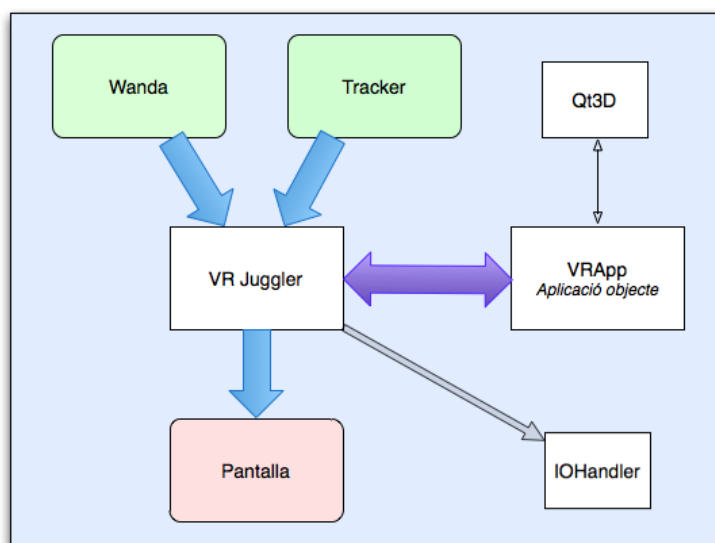 Wanda
Tracker
Qt3D
VR Juggler
VRApp
Aplicació objecte
Pantalla
IOHandler